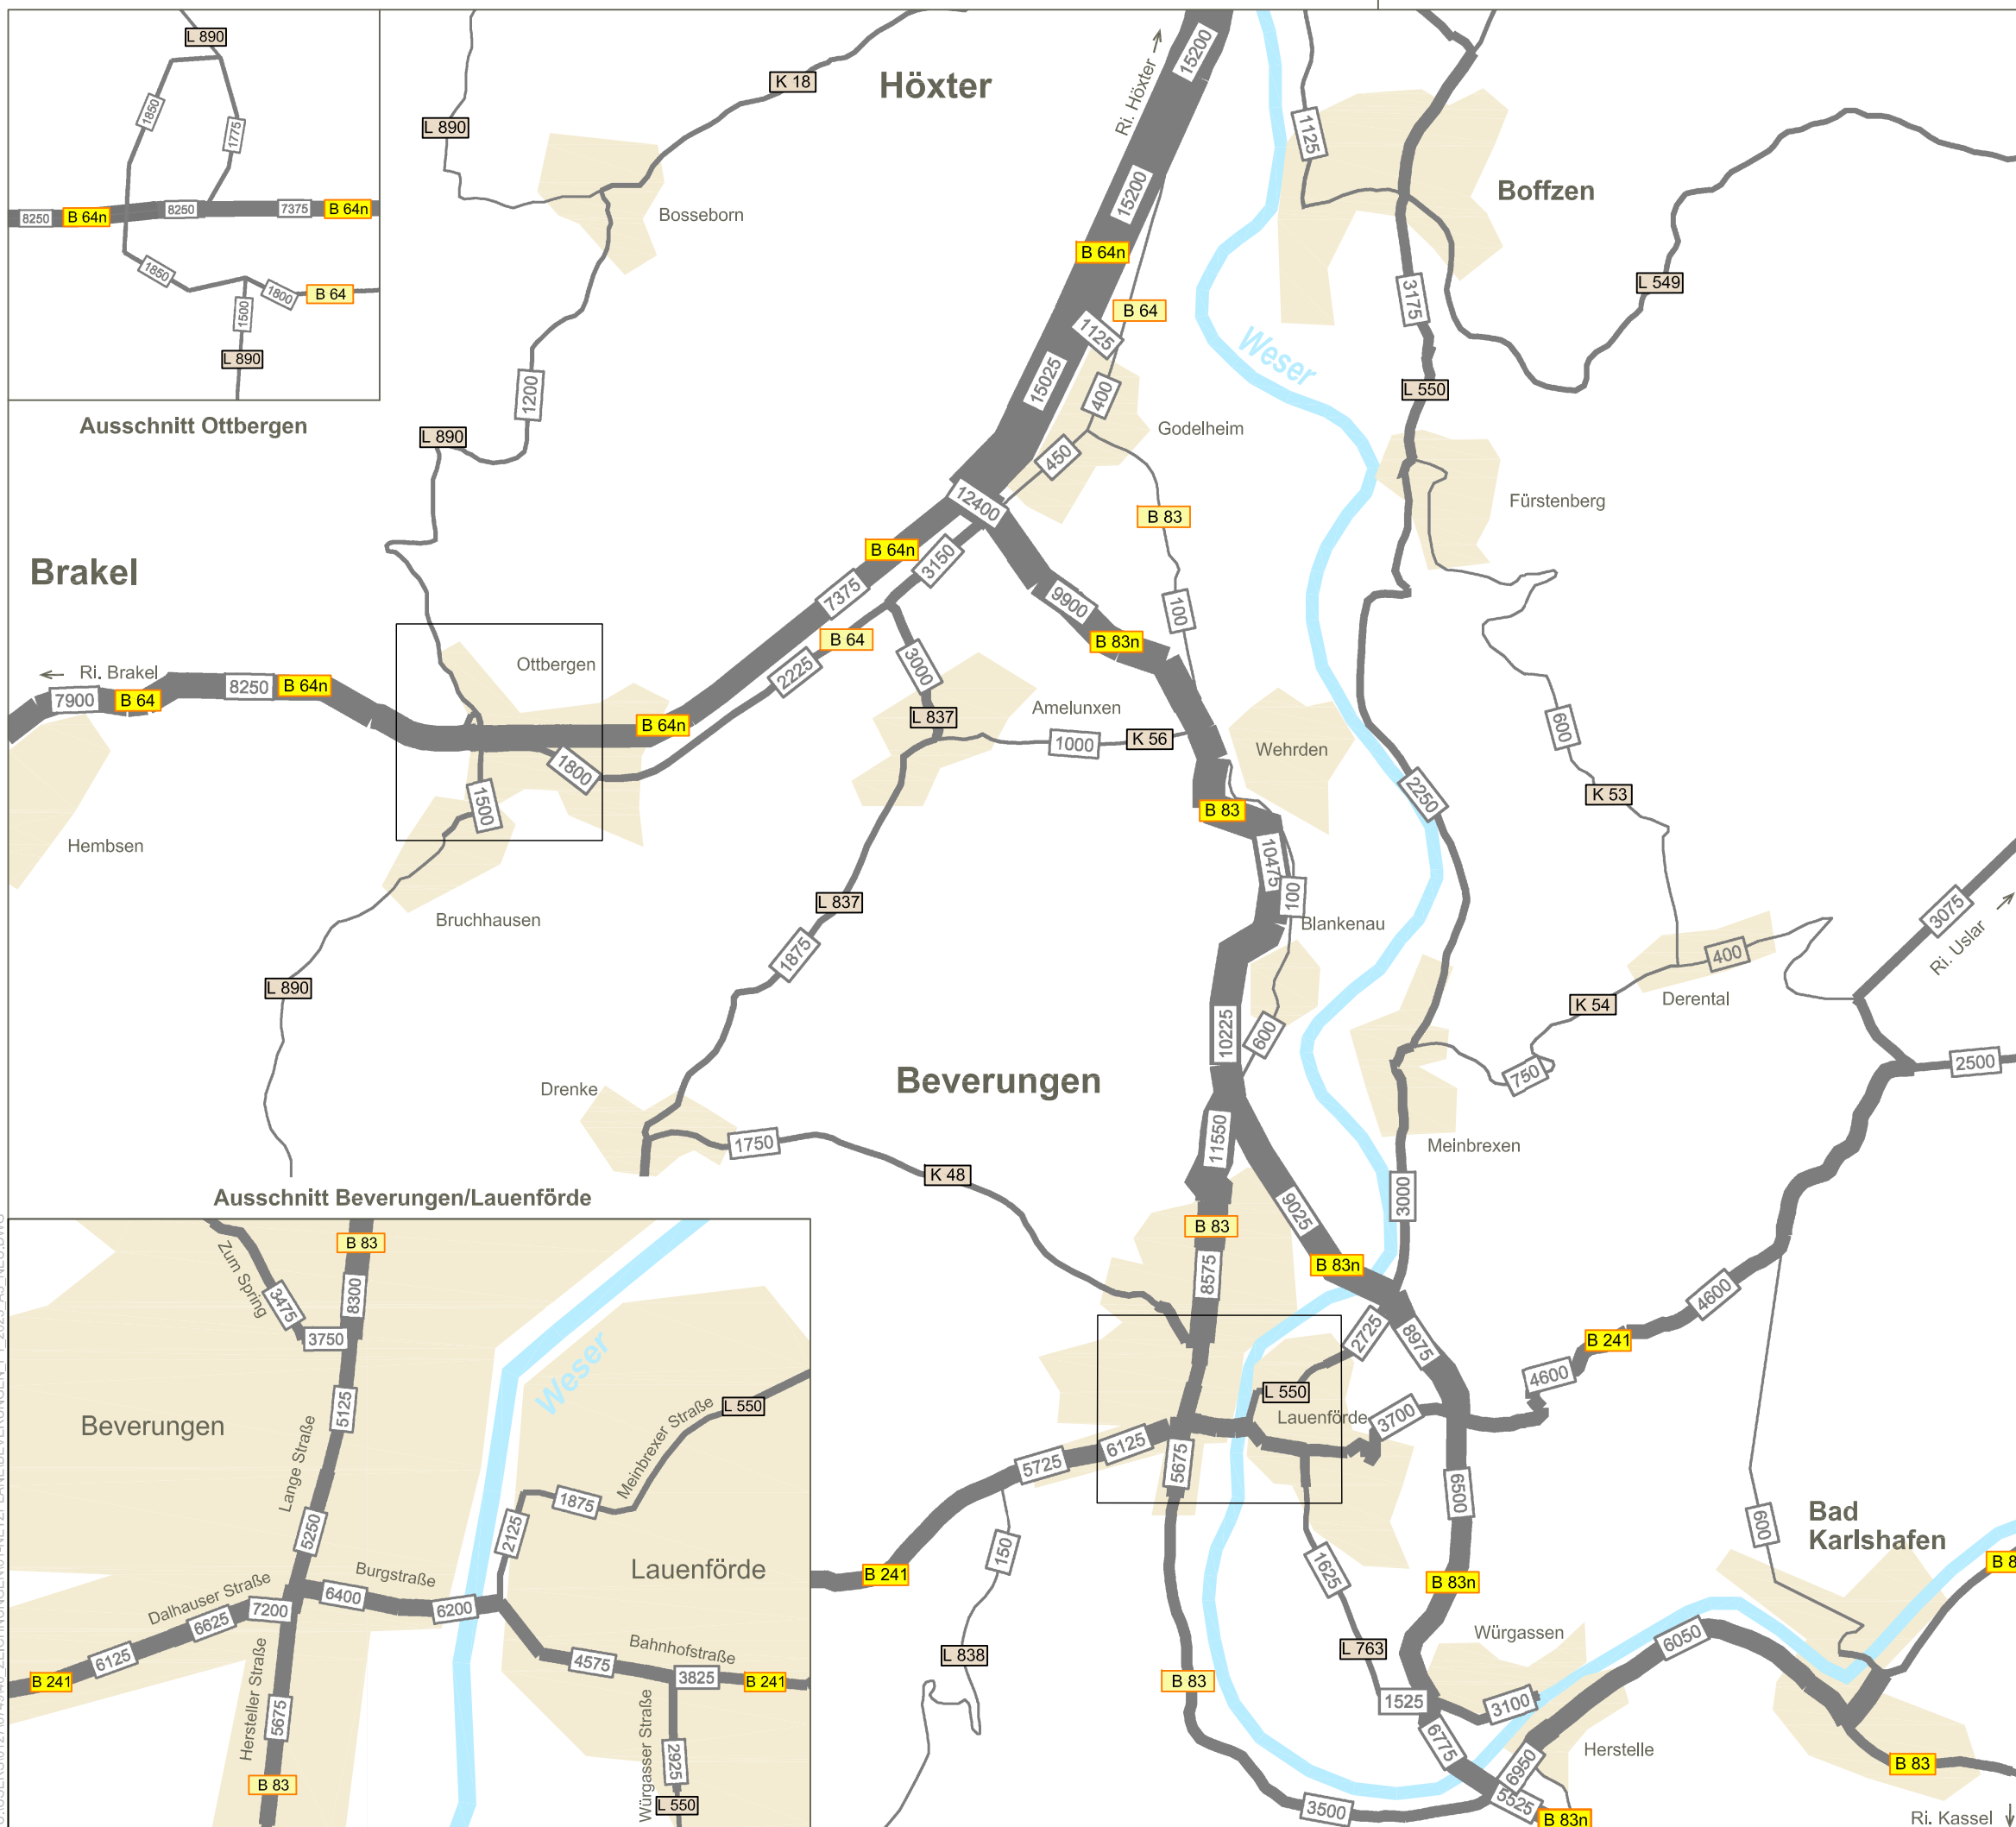 L 890
1850
1775
8250
B 64n
8250
7375
B 64n
1850
1800
B 64
1500
L 890
Ausschnitt Ottbergen
L 890
K 18
Höxter
Ri. Höxter
15200
1125
Bosseborn
15200
Boffzen
B 64n
B 64
L 549
3175
Weser
1125
15025
1200
400
L 550
L 890
Godelheim
450
12400
Fürstenberg
B 83
Brakel
B 64n
3150
7375
9900
100
B 64
B 83n
Ottbergen
3000
2225
Ri. Brakel
7900
B 64
8250
B 64n
B 64n
L 837
Amelunxen
1000
K 56
Wehrden
600
1800
1500
2250
K 53
B 83
Hembsen
10475
100
Bruchhausen
L 837
Blankenau
3075
Ri. Uslar
1875
400
L 890
K 54
Derental
10225
600
2500
Drenke
Beverungen
750
1750
11550
Meinbrexen
K 48
3000
Ausschnitt Beverungen/Lauenförde
9025
B 83
B 83
B 83n
Zum Spring
8575
3475
8300
3750
2725
8975
4600
B 241
4600
Weser
5125
L 550
Meinbrexer Straße
L 550
Lauenförde
3700
Beverungen
Lange Straße
6125
5725
5675
1875
2125
6500
5250
600
Bad
Karlshafen
150
Lauenförde
B 241
1625
B 83n
B 8
Burgstraße
Dalhauser Straße
6400
6200
7200
6625
Würgassen
6050
L 763
L 838
6125
Bahnhofstraße
4575
3825
B 241
B 241
B 83
1525
3100
Hersteller Straße
5675
Würgasser Straße
2925
6775
6950
Herstelle
B 83
B 83
L 550
3500
5525
B 83n
Ri. Kassel